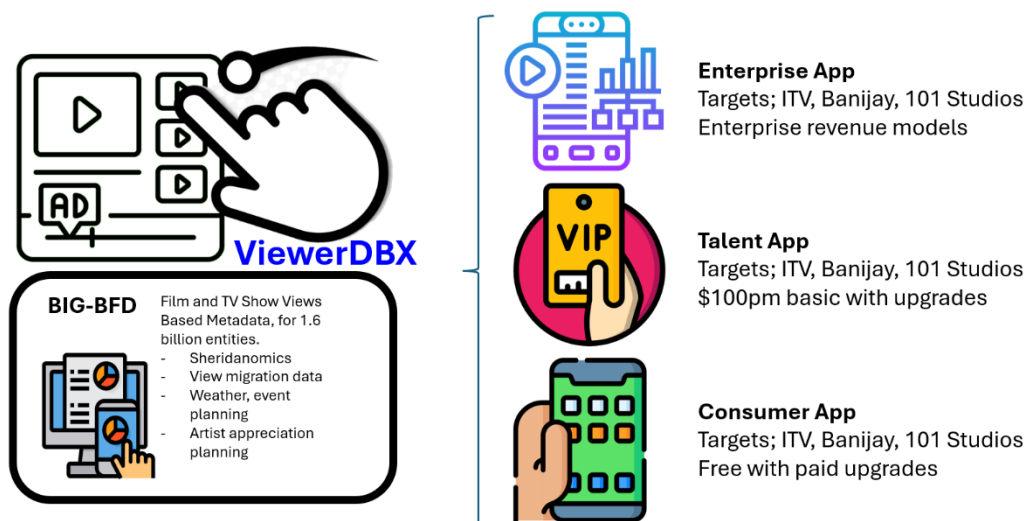 AD
ViewerDBX
BIG-BFD
Film and TV Show Views
Based Metadata, for 1.6
billion entities.
- Sheridanomics
- View migration data
- Weather, event
planning
- Artist appreciation
planning
Enterprise App
Targets; ITV, Banijay, 101 Studios
Enterprise revenue models
VIP
Talent App
Targets; ITV, Banijay, 101 Studios
$100pm basic with upgrades
Consumer App
Targets; ITV, Banijay, 101 Studios
Free with paid upgrades